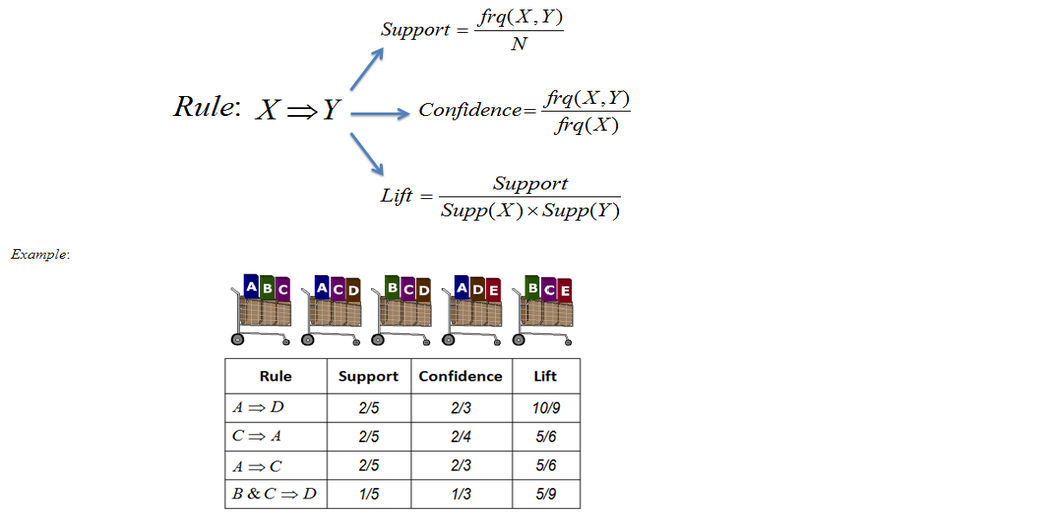 Support = frq(X,Y) / N
Rule: X ⇒ Y
Confidence= frq(X,Y) / frq(X)
Lift = Support / Supp(X)×Supp(Y)
Example:
A B C A C D B C D A D E B C E
Rule Support Confidence Lift
A ⇒ D 2/5 2/3 10/9
C ⇒ A 2/5 2/4 5/6
A ⇒ C 2/5 2/3 5/6
B & C ⇒ D 1/5 1/3 5/9